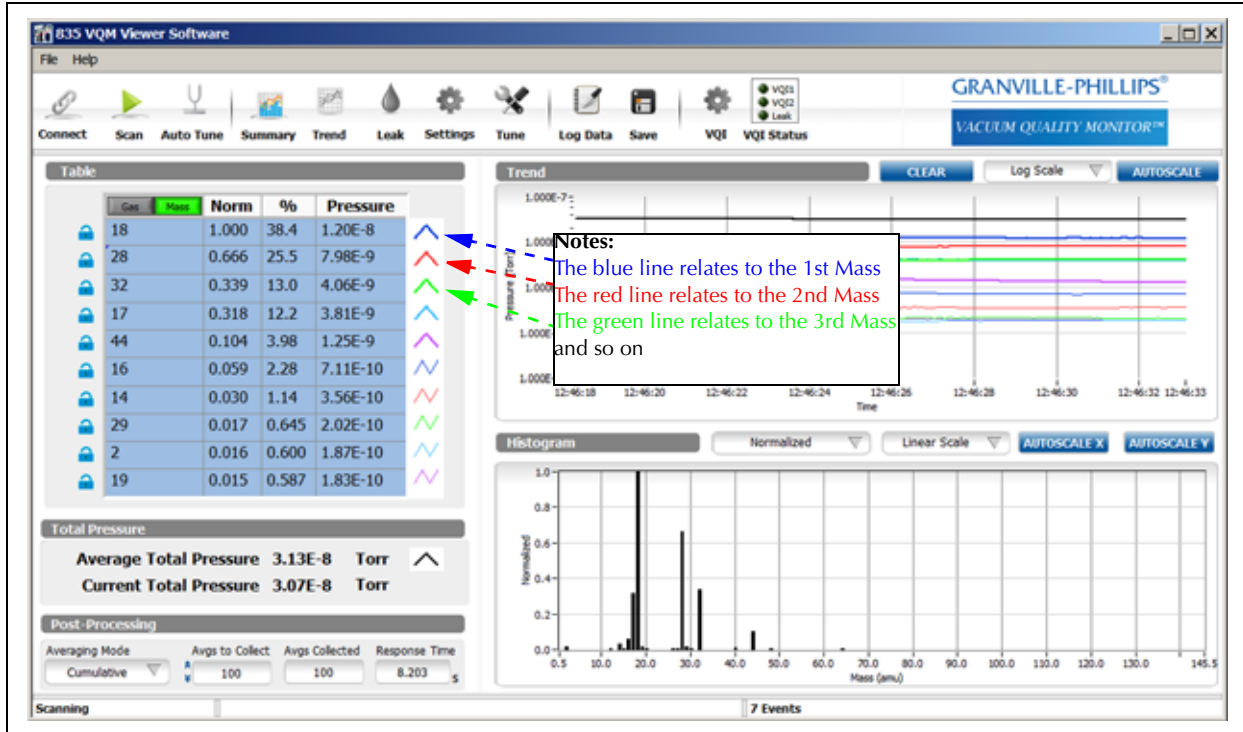 835 VQM Viewer Software
File Help
Connect Scan Auto Tune Summary Trend Leak Settings Tune Log Data Save VQI VQI Status
VQI1
VQI2
Leak
GRANVILLE-PHILLIPS®
VACUUM QUALITY MONITOR™
Table
Gas Mass Norm % Pressure
18 1.000 38.4 1.20E-8
28 0.666 25.5 7.98E-9
32 0.339 13.0 4.06E-9
17 0.318 12.2 3.81E-9
44 0.104 3.98 1.25E-9
16 0.059 2.28 7.11E-10
14 0.030 1.14 3.56E-10
29 0.017 0.645 2.02E-10
2 0.016 0.600 1.87E-10
19 0.015 0.587 1.83E-10
Total Pressure
Average Total Pressure 3.13E-8 Torr
Current Total Pressure 3.07E-8 Torr
Post-Processing
Averaging Mode Avgs to Collect Avgs Collected Response Time
Cumulative 100 100 8.203 s
Trend CLEAR Log Scale AUTOSCALE
1.000E-7
Pressure (Torr)
Notes:
The blue line relates to the 1st Mass
The red line relates to the 2nd Mass
The green line relates to the 3rd Mass
and so on
12:46:18 12:46:20 12:46:22 12:46:24 12:46:26 12:46:28 12:46:30 12:46:32 12:46:33
Time
Histogram Normalized Linear Scale AUTOSCALE X AUTOSCALE Y
1.0
0.8
0.6
0.4
0.2
0.0
Normalized
0.5 10.0 20.0 30.0 40.0 50.0 60.0 70.0 80.0 90.0 100.0 110.0 120.0 130.0 145.5
Mass (amu)
Scanning 7 Events